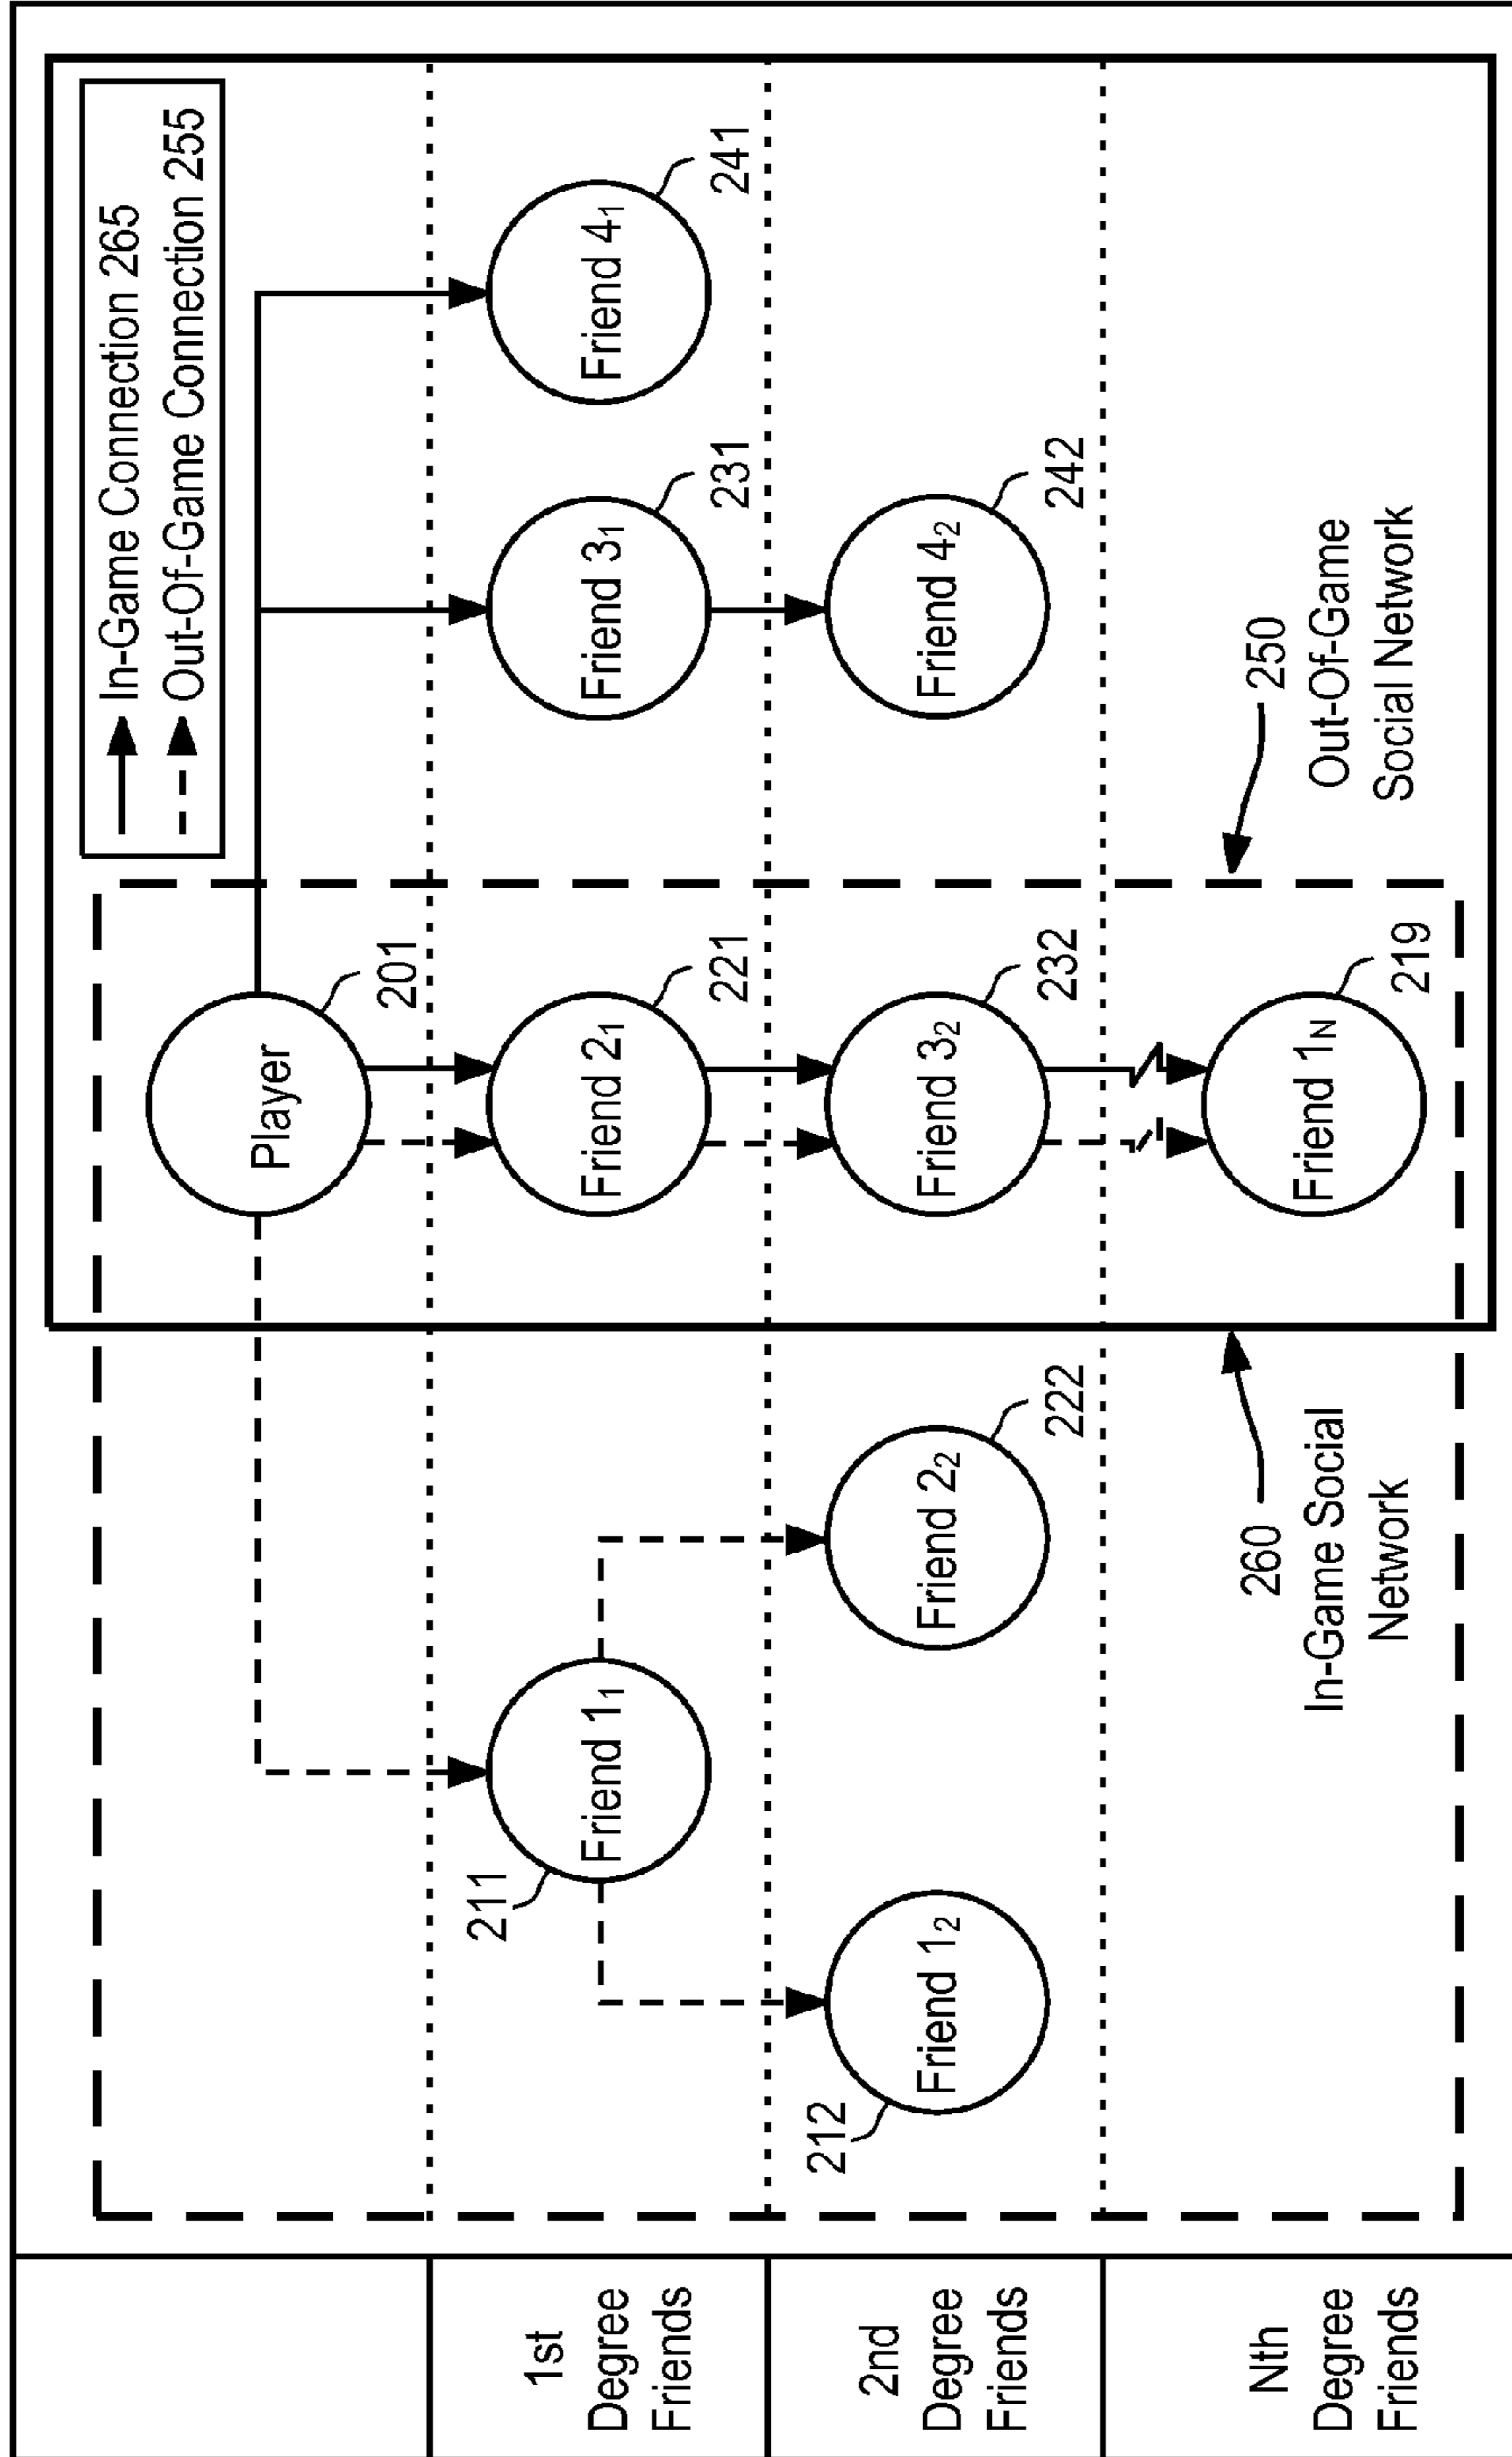 In-Game Connection 265
Out-Of-Game Connection 255
Player
201
1st
Degree
Friends
211
Friend 1₁
Friend 2₁
221
Friend 3₁
231
Friend 4₁
241
2nd
Degree
Friends
212
Friend 1₂
Friend 2₂
222
Friend 3₂
232
Friend 4₂
242
Nth
Degree
Friends
260
In-Game Social
Network
Friend 1N
219
250
Out-Of-Game
Social Network